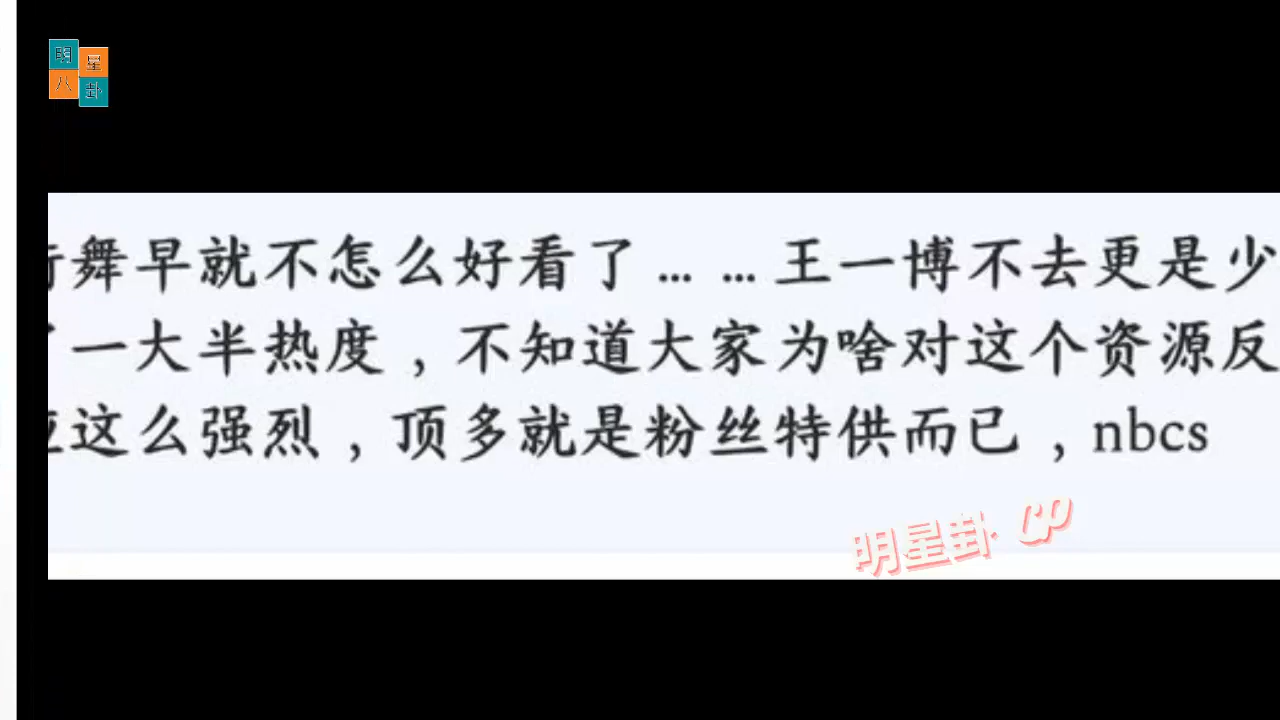 明星
八卦
舞早就不怎么好看了... ...王一博不去更是少
一大半热度，不知道大家为啥对这个资源反
这么强烈，顶多就是粉丝特供而已，nbcs
明星卦 CP